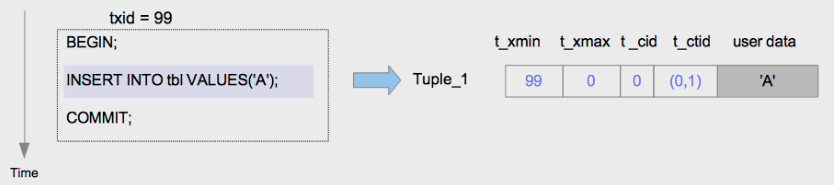 txid = 99
BEGIN;
INSERT INTO tbl VALUES('A');
COMMIT;
Time
t_xmin t_xmax t_cid t_ctid user data
Tuple_1 99 0 0 (0,1) 'A'